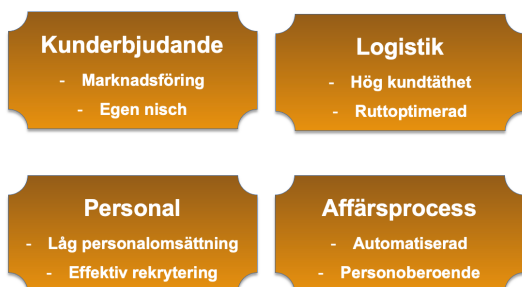 Kunderbjudande
- Marknadsföring
- Egen nisch
Logistik
- Hög kundtäthet
- Ruttoptimerad
Personal
- Låg personalomsättning
- Effektiv rekrytering
Affärsprocess
- Automatiserad
- Personoberoende